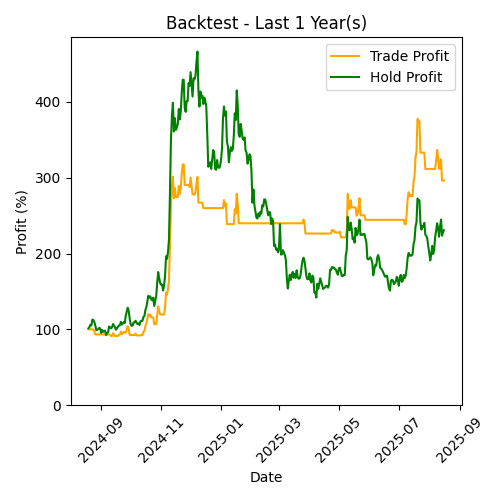 Backtest - Last 1 Year(s)
Trade Profit
Hold Profit
Profit (%)
400
300
200
100
0
2024-09
2024-11
2025-01
2025-03
2025-05
2025-07
2025-09
Date